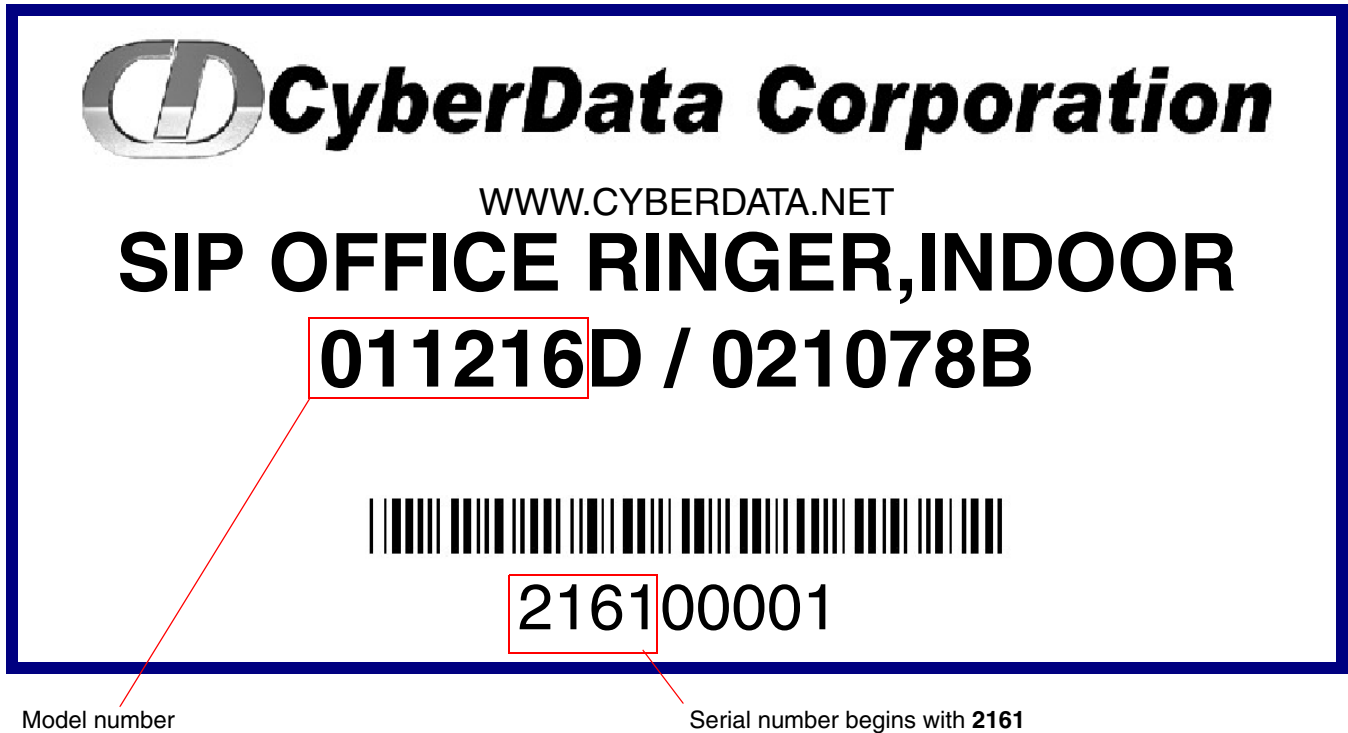 CD CyberData Corporation
WWW.CYBERDATA.NET
SIP OFFICE RINGER,INDOOR
011216D / 021078B
216100001
Model number
Serial number begins with 2161